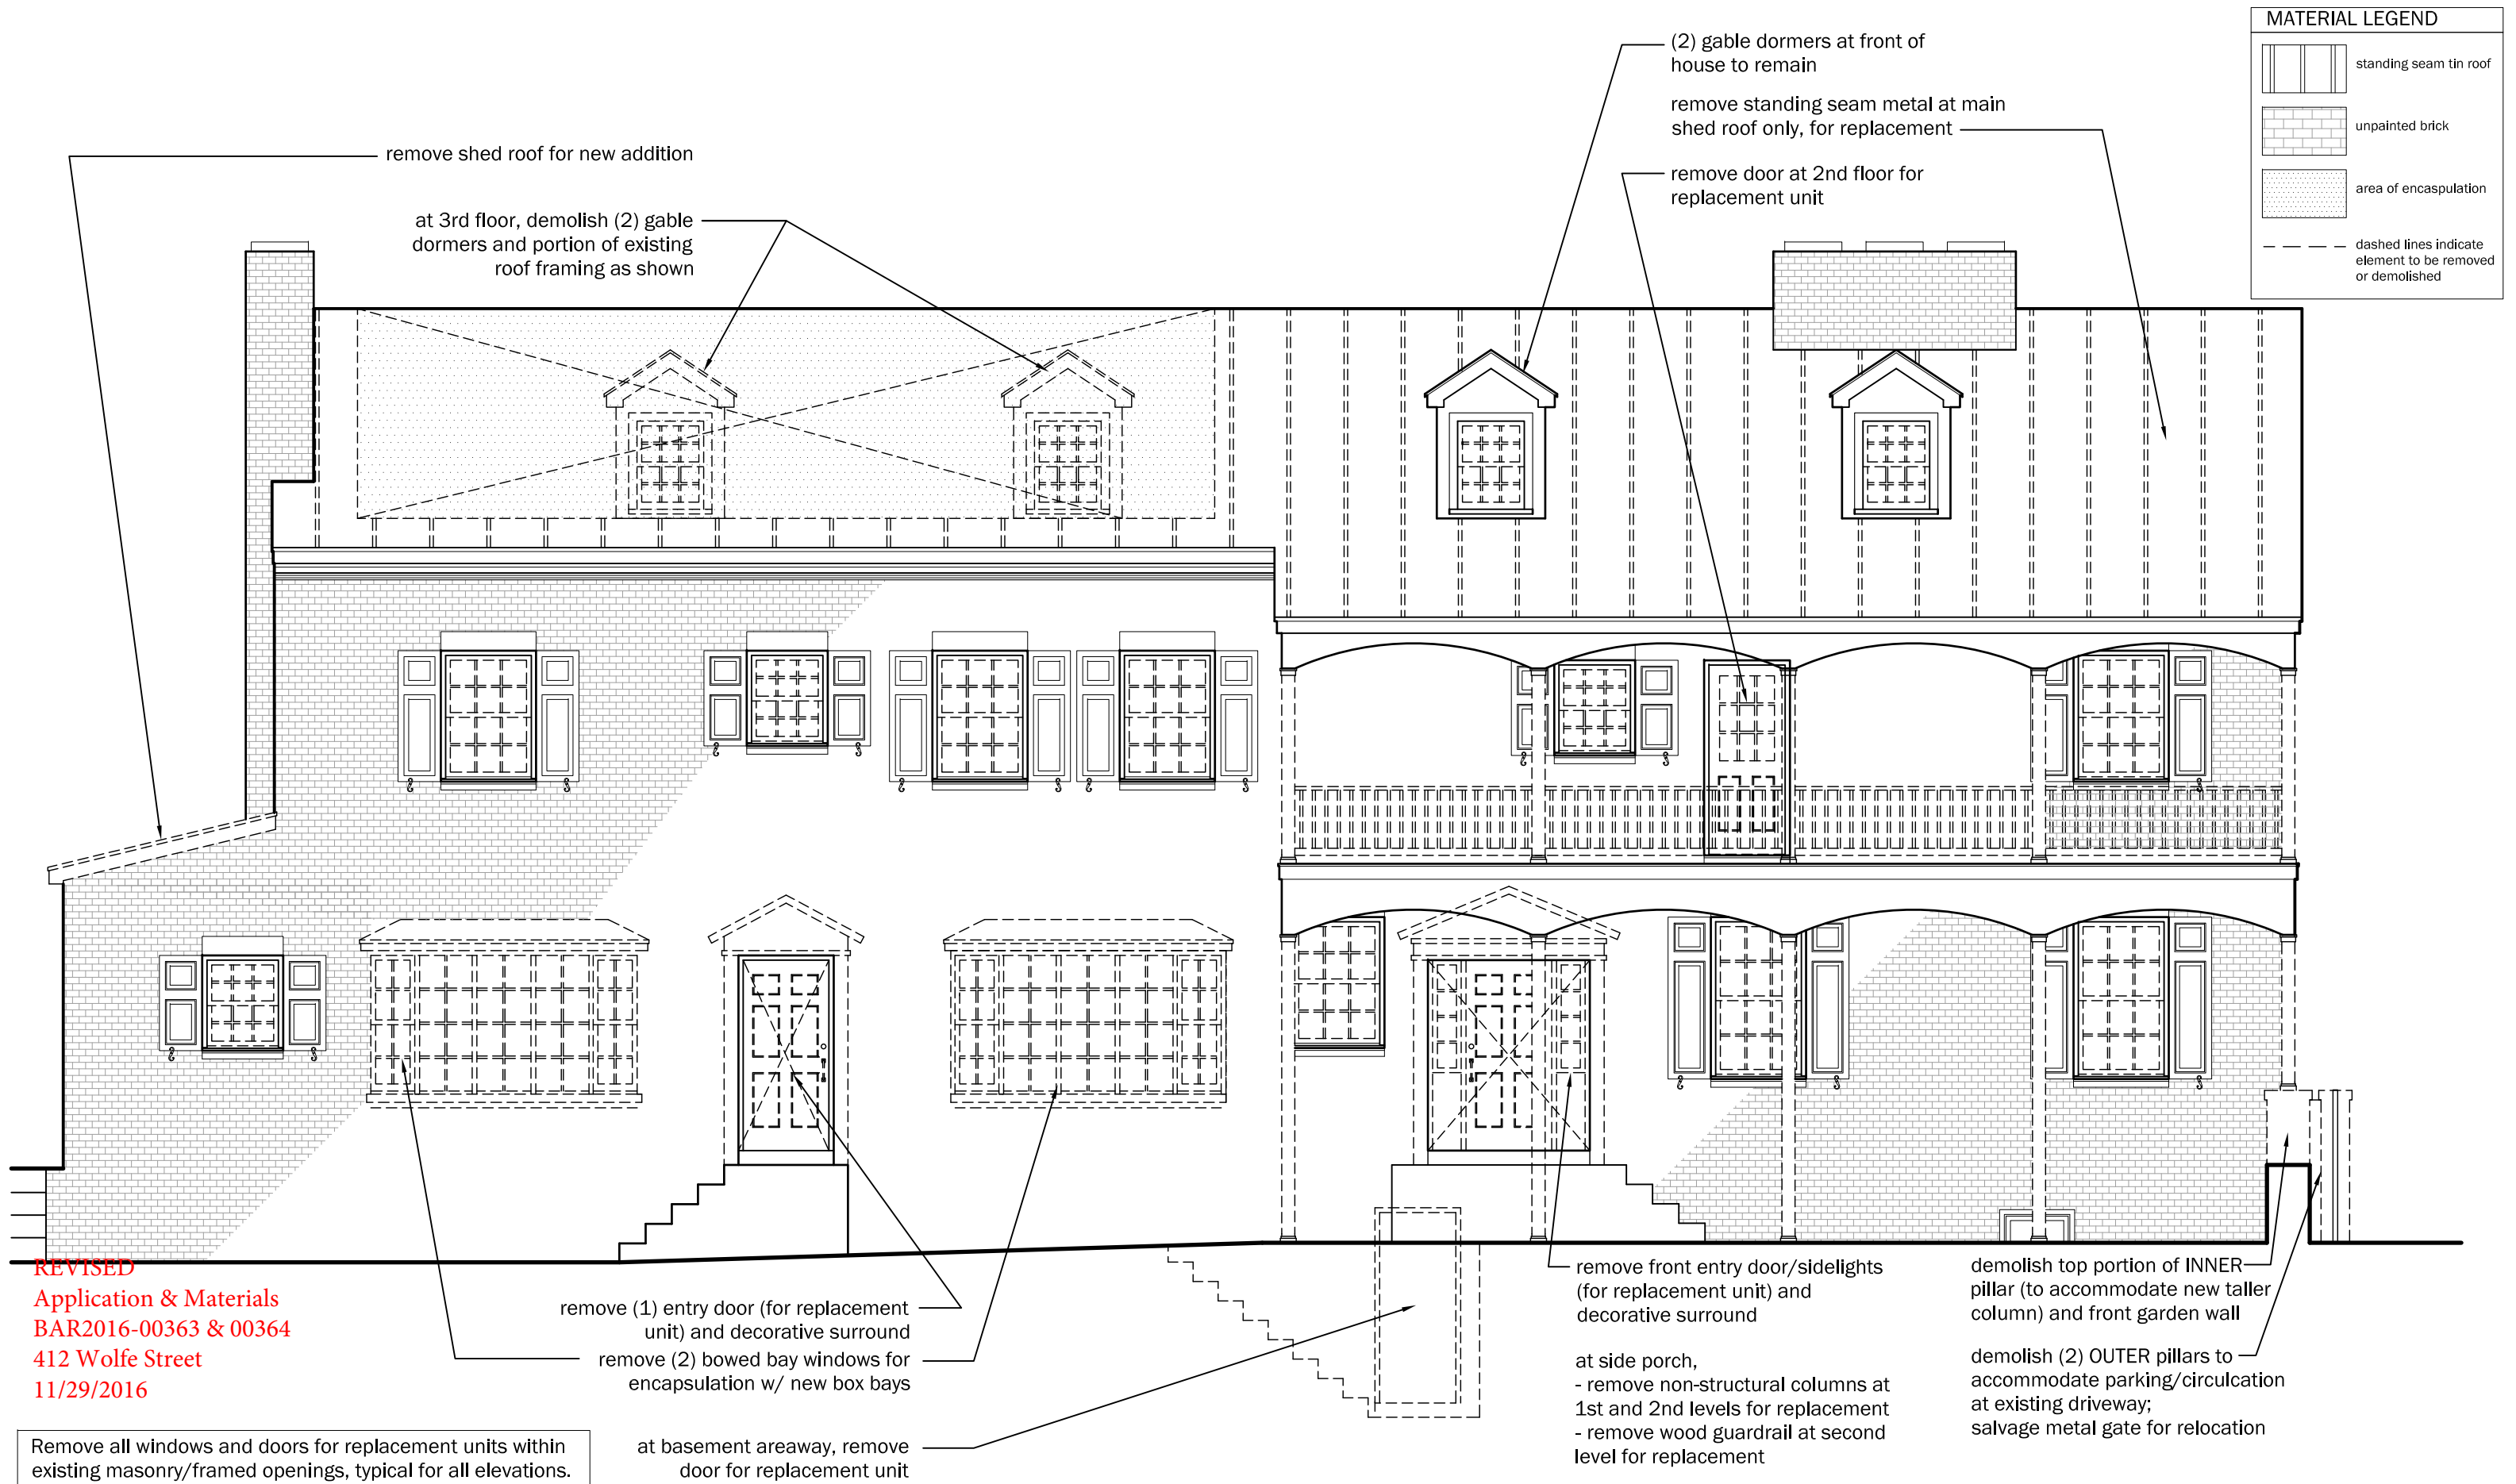 MATERIAL LEGEND
standing seam tin roof
unpainted brick
area of encaspulation
dashed lines indicate
element to be removed
or demolished
(2) gable dormers at front of
house to remain
remove standing seam metal at main
shed roof only, for replacement
remove door at 2nd floor for
replacement unit
remove shed roof for new addition
at 3rd floor, demolish (2) gable
dormers and portion of existing
roof framing as shown
REVISED
Application & Materials
BAR2016-00363 & 00364
412 Wolfe Street
11/29/2016
Remove all windows and doors for replacement units within
existing masonry/framed openings, typical for all elevations.
remove (1) entry door (for replacement
unit) and decorative surround
remove (2) bowed bay windows for
encapsulation w/ new box bays
at basement areaway, remove
door for replacement unit
remove front entry door/sidelights
(for replacement unit) and
decorative surround
at side porch,
- remove non-structural columns at
1st and 2nd levels for replacement
- remove wood guardrail at second
level for replacement
demolish top portion of INNER
pillar (to accommodate new taller
column) and front garden wall
demolish (2) OUTER pillars to
accommodate parking/circulcation
at existing driveway;
salvage metal gate for relocation